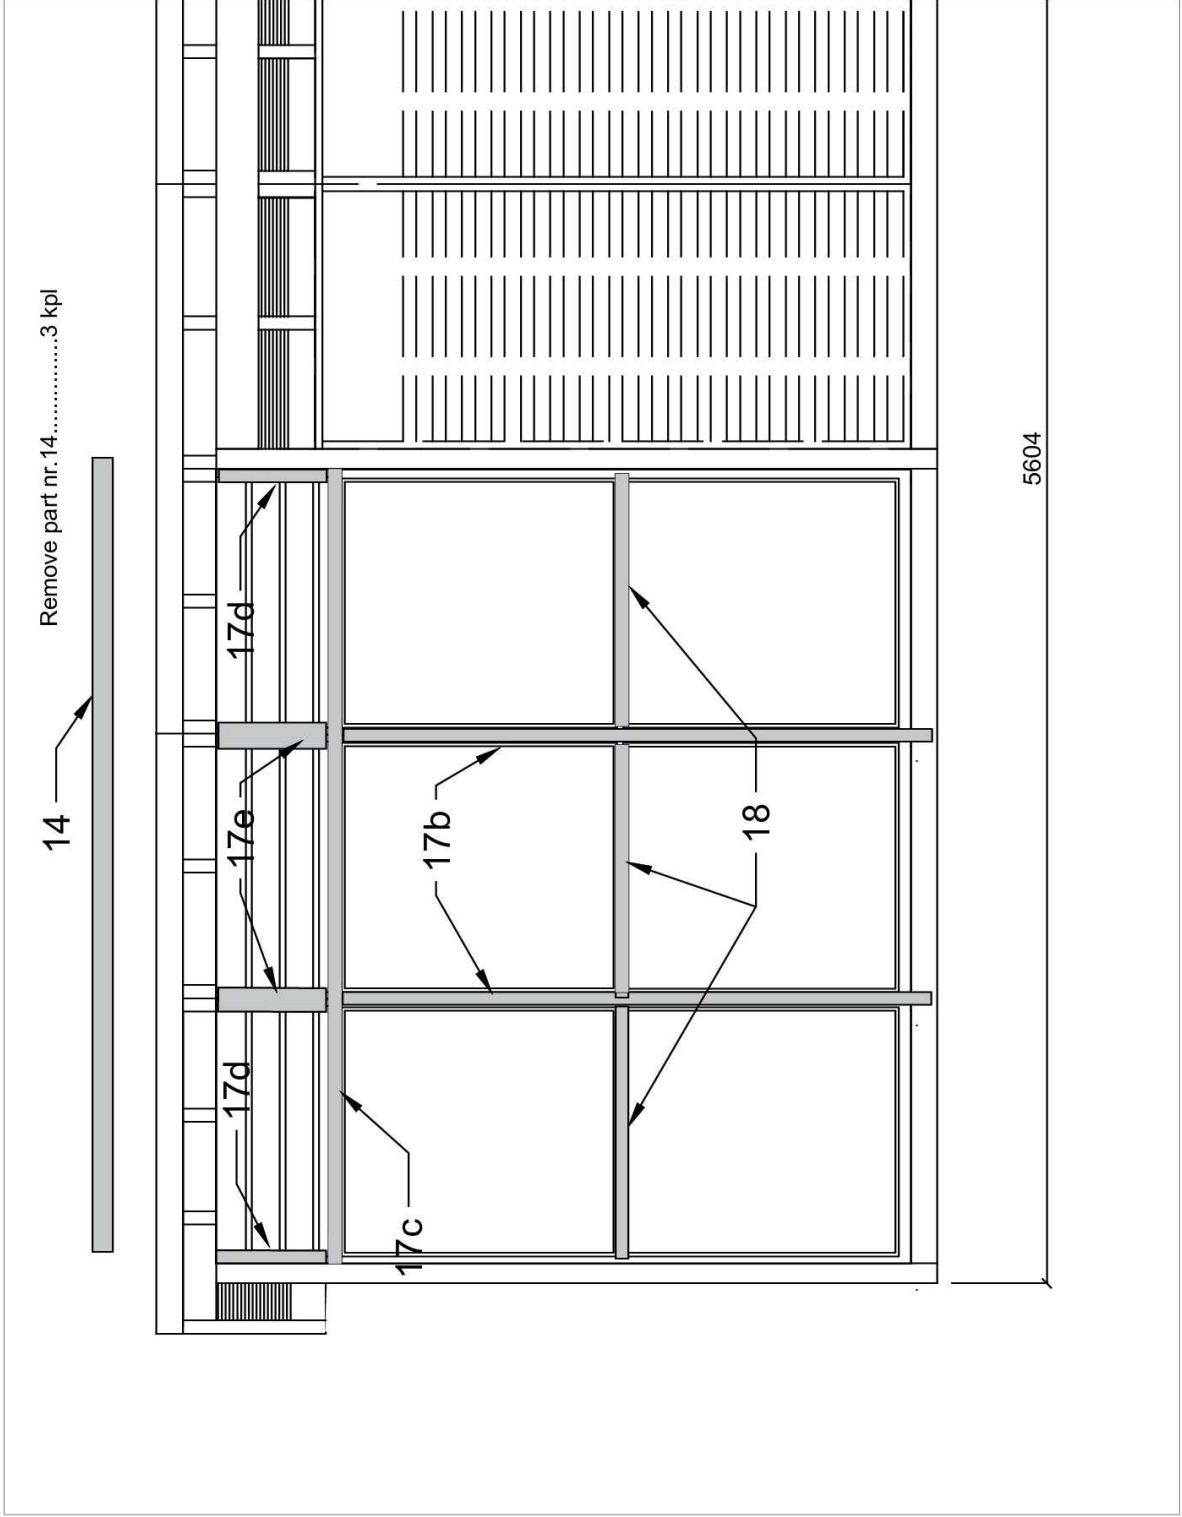 Remove part nr.14................3 kpl
14
17d
17e
17d
17b
17c
18
5604